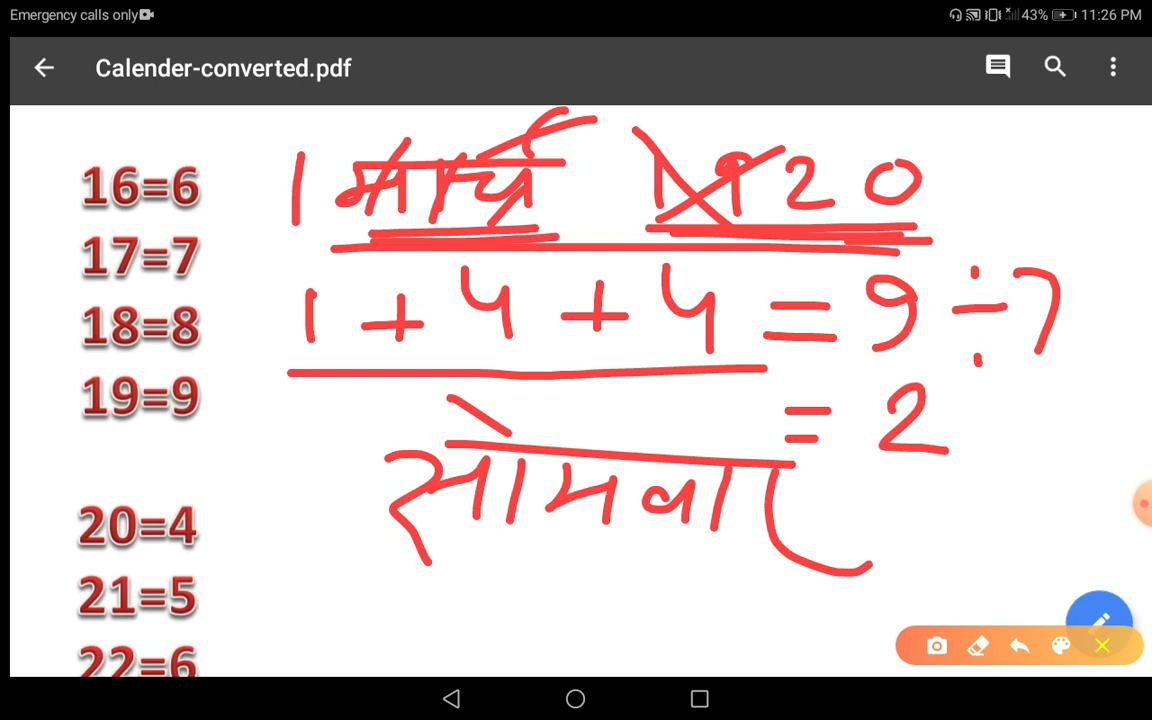 Emergency calls only
43% 11:26 PM
Calender-converted.pdf
16=6
17=7
18=8
19=9
20=4
21=5
22=6
1 मार्च 1920
1 + 4 + 4 = 9 ÷ 7
= 2
सोमवार